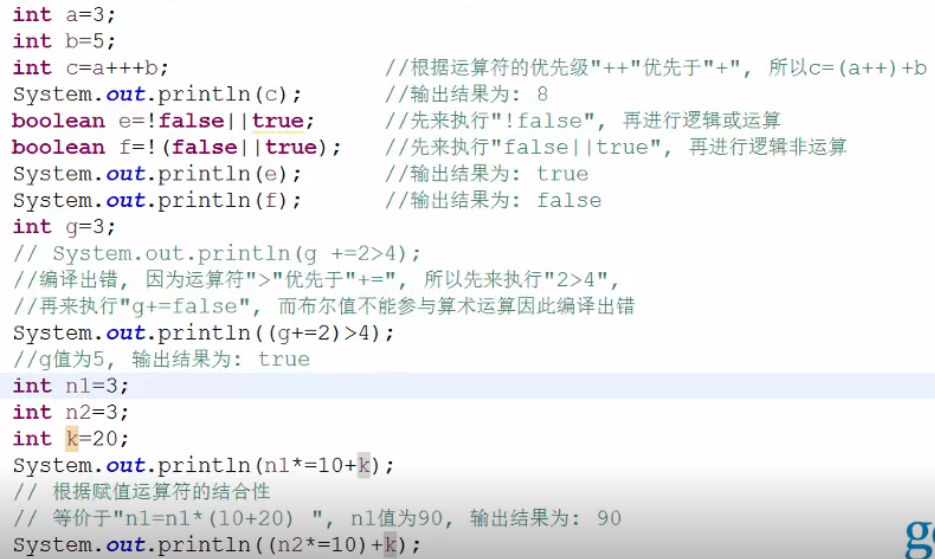 int a=3;
int b=5;
int c=a+++b; //根据运算符的优先级"++"优先于"+", 所以c=(a++)+b
System.out.println(c); //输出结果为: 8
boolean e=!false||true; //先来执行"!false", 再进行逻辑或运算
boolean f=!(false||true); //先来执行"false||true", 再进行逻辑非运算
System.out.println(e); //输出结果为: true
System.out.println(f); //输出结果为: false
int g=3;
// System.out.println(g +=2>4);
//编译出错, 因为运算符">"优先于"+=", 所以先来执行"2>4",
//再来执行"g+=false", 而布尔值不能参与算术运算因此编译出错
System.out.println((g+=2)>4);
//g值为5, 输出结果为: true
int n1=3;
int n2=3;
int k=20;
System.out.println(n1*=10+k);
// 根据赋值运算符的结合性
// 等价于"n1=n1*(10+20) ", n1值为90, 输出结果为: 90
System.out.println((n2*=10)+k);